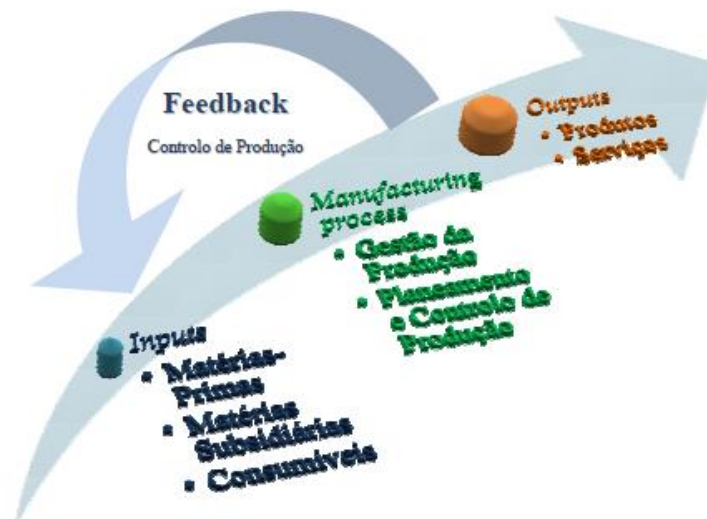 Feedback
Controlo de Produção
Outputs
• Produtos
• Serviços
Manufacturing
process
• Gestão da
Produção
• Planeamento
e Controlo de
Produção
Inputs
• Matérias-
Primas
• Matérias
Subsidiárias
• Consumíveis